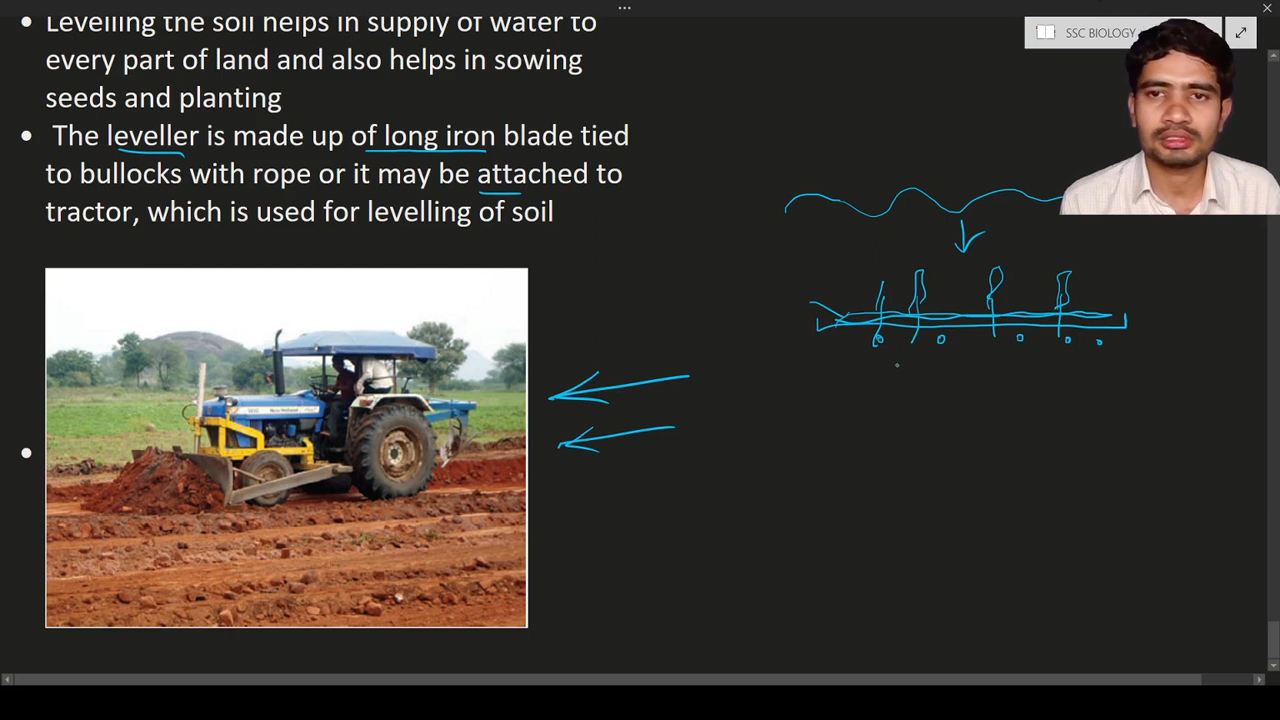 SSC BIOLOGY
• Levelling the soil helps in supply of water to
every part of land and also helps in sowing
seeds and planting
• The leveller is made up of long iron blade tied
to bullocks with rope or it may be attached to
tractor, which is used for levelling of soil